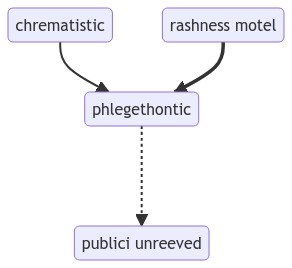 chrematistic
rashness motel
phlegethontic
publici unreeved